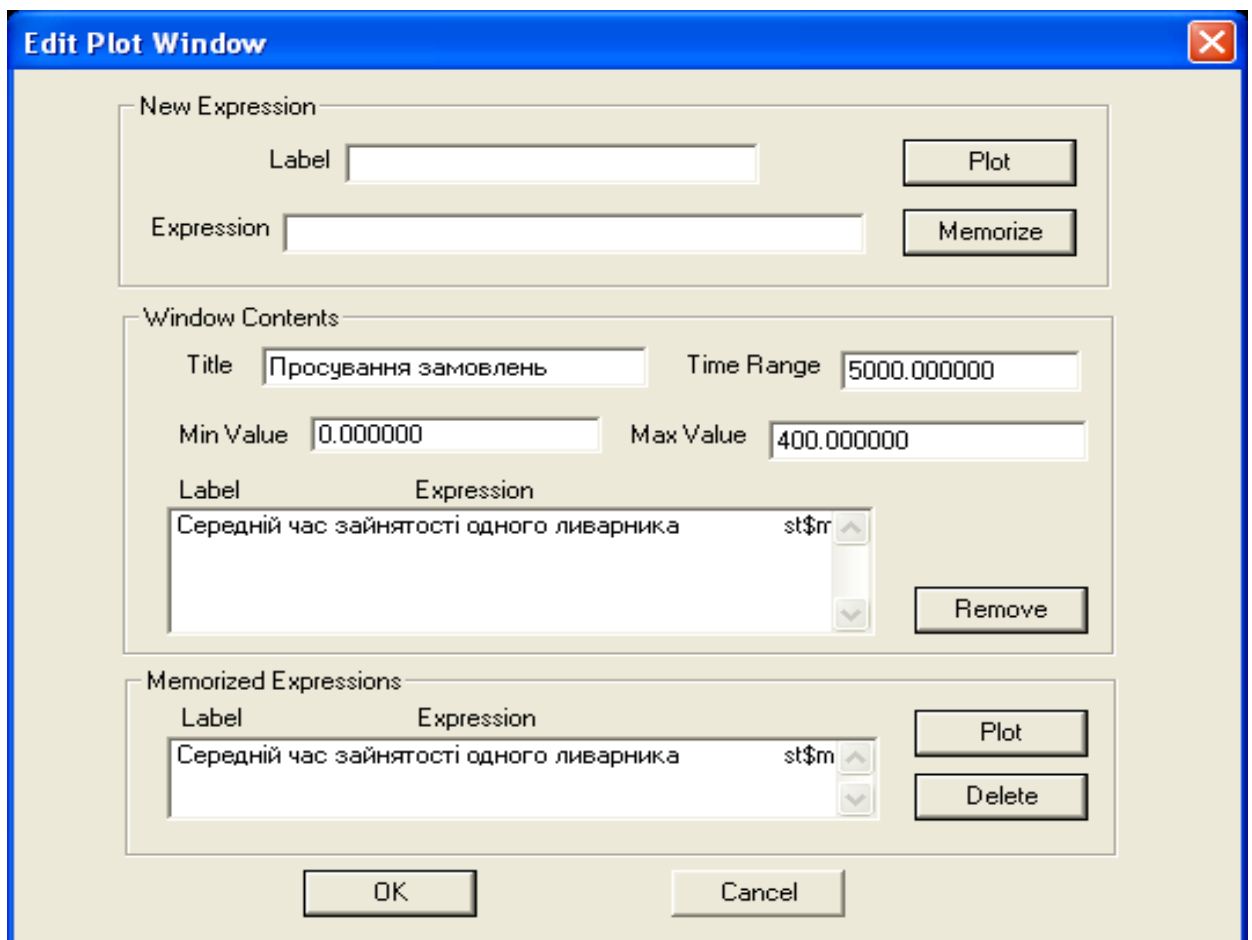 Edit Plot Window
New Expression
Label
Plot
Expression
Memorize
Window Contents
Title Просування замовлень Time Range 5000.000000
Min Value 0.000000 Max Value 400.000000
Label Expression
Середній час зайнятості одного ливарника st$m
Remove
Memorized Expressions
Label Expression
Plot
Середній час зайнятості одного ливарника st$m
Delete
OK Cancel